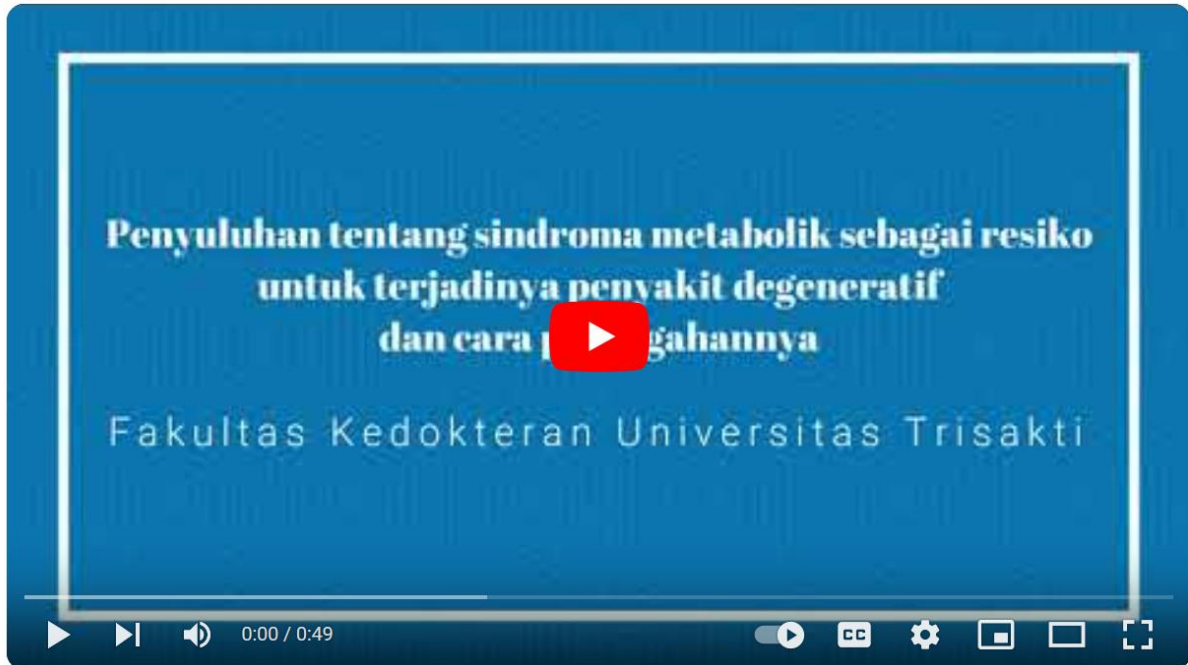 Penyuluhan tentang sindroma metabolik sebagai resiko
untuk terjadinya penyakit degeneratif
dan cara
Fakultas Kedokteran Universitas Trisakti
0:00 / 0:49
CC